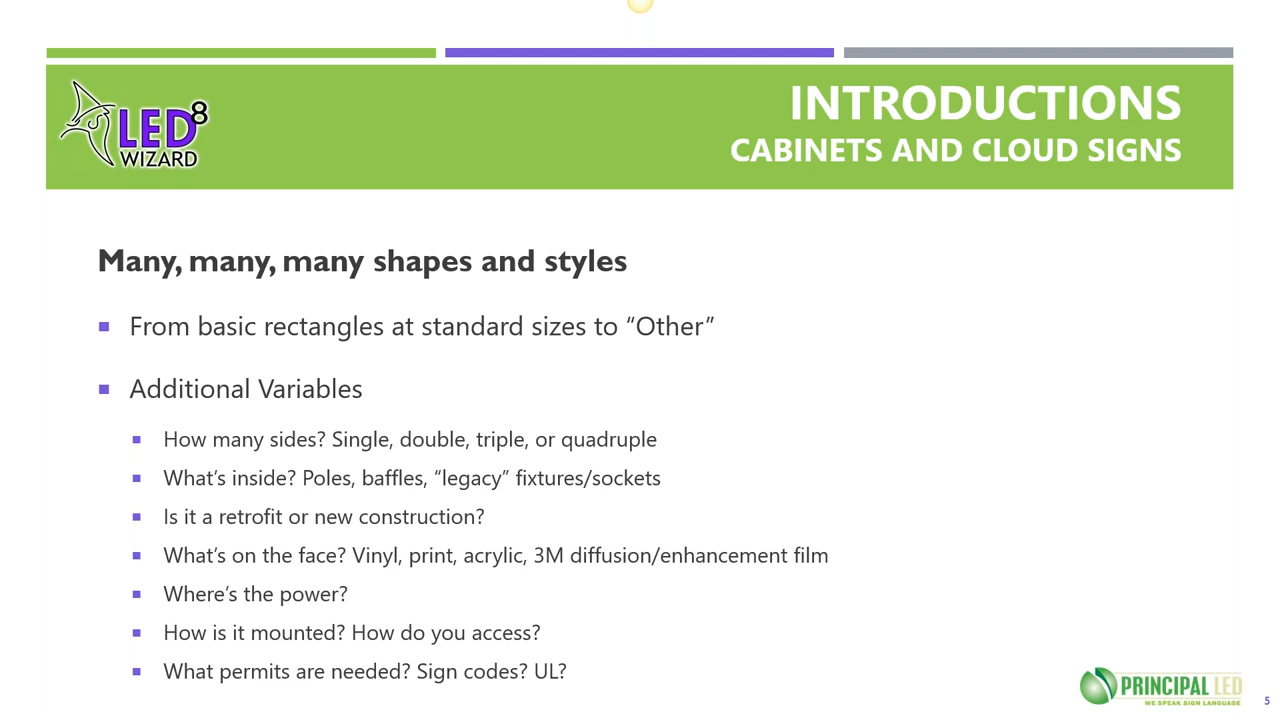 LED8
WIZARD
INTRODUCTIONS
CABINETS AND CLOUD SIGNS
Many, many, many shapes and styles
From basic rectangles at standard sizes to “Other”
Additional Variables
How many sides? Single, double, triple, or quadruple
What’s inside? Poles, baffles, “legacy” fixtures/sockets
Is it a retrofit or new construction?
What’s on the face? Vinyl, print, acrylic, 3M diffusion/enhancement film
Where’s the power?
How is it mounted? How do you access?
What permits are needed? Sign codes? UL?
PRINCIPAL LED
WE SPEAK SIGN LANGUAGE
5